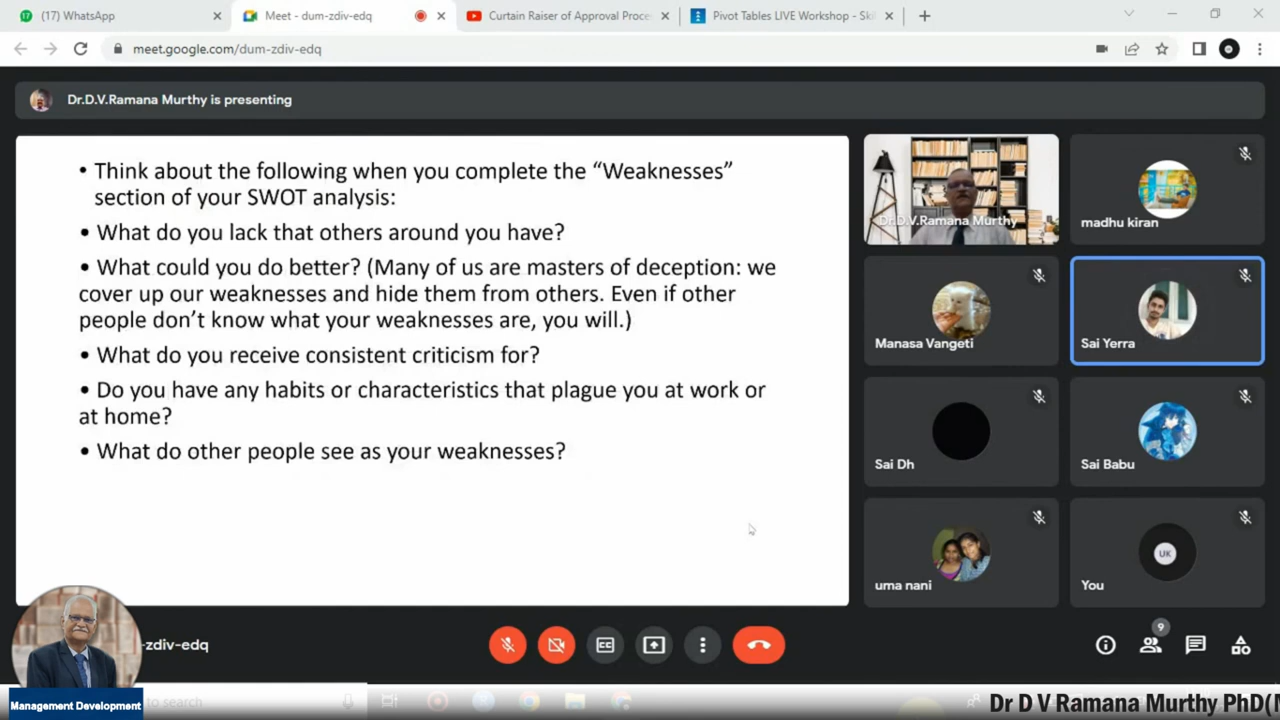 (17) WhatsApp
Meet - dum-zdiv-edq
Curtain Raiser of Approval Proce
Pivot Tables LIVE Workshop - Ski
meet.google.com/dum-zdiv-edq
Dr.D.V.Ramana Murthy is presenting
• Think about the following when you complete the “Weaknesses”
section of your SWOT analysis:
• What do you lack that others around you have?
• What could you do better? (Many of us are masters of deception: we
cover up our weaknesses and hide them from others. Even if other
people don’t know what your weaknesses are, you will.)
• What do you receive consistent criticism for?
• Do you have any habits or characteristics that plague you at work or
at home?
• What do other people see as your weaknesses?
Dr.D.V.Ramana Murthy
madhu kiran
Manasa Vangeti
Sai Yerra
Sai Dh
Sai Babu
uma nani
UK
You
-zdiv-edq
CC
9
Management Development
to search
Dr D V Ramana Murthy PhD(